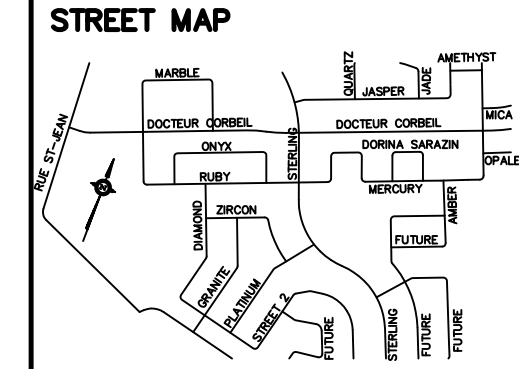 STREET MAP
AMETHYST
MARBLE
QUARTZ
JASPER
JADE
MICA
DOCTEUR CORBEIL
DOCTEUR CORBEIL
STERLING
ONYX
DORINA SARAZIN
OPALE
RUE ST-JEAN
RUBY
MERCURY
AMBER
N
DIAMOND
ZIRCON
FUTURE
GRANITE
PLATINUM
STREET 2
FUTURE
STERLING
FUTURE
FUTURE